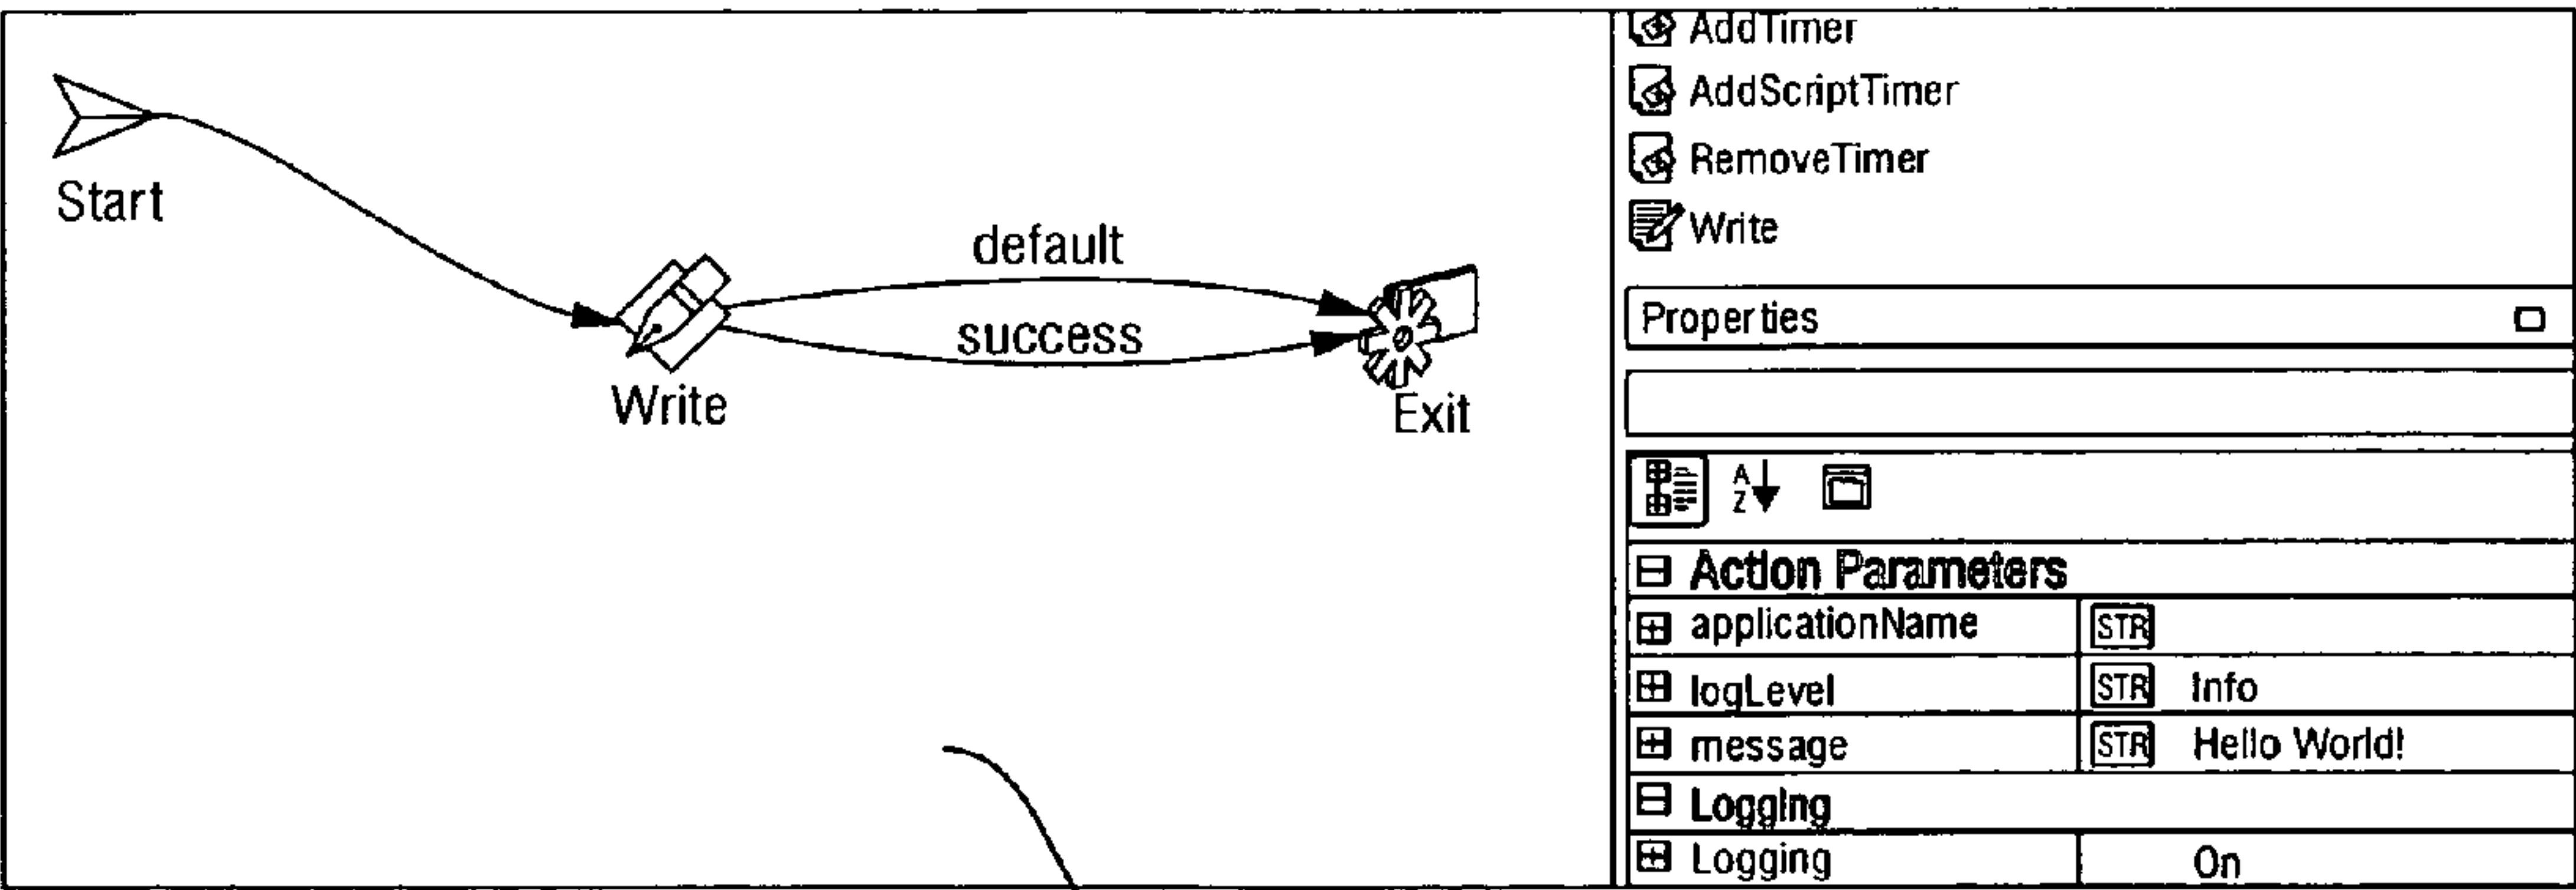 Start
default
success
Write
Exit
AddTimer
AddScriptTimer
RemoveTimer
Write
Properties
A
Z
Action Parameters
applicationName STR
logLevel STR Info
message STR Hello World!
Logging
Logging On